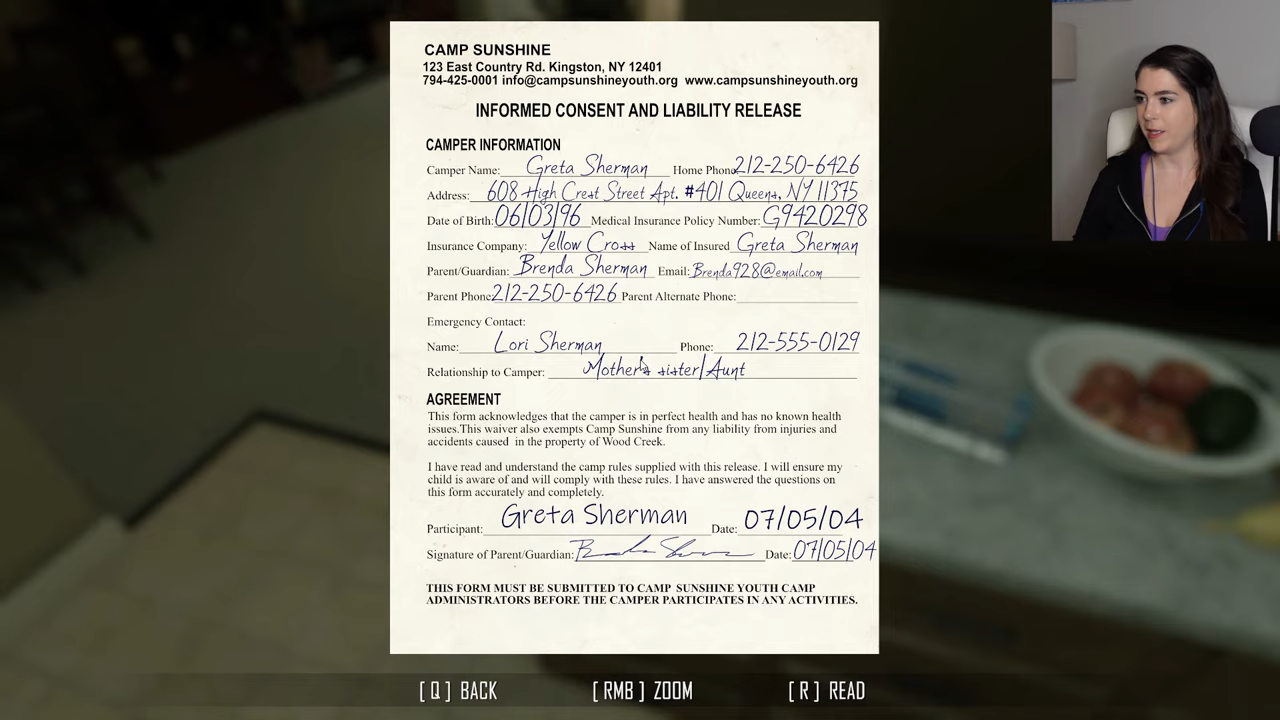 CAMP SUNSHINE
123 East Country Rd. Kingston, NY 12401
794-425-0001 info@campsunshineyouth.org www.campsunshineyouth.org
INFORMED CONSENT AND LIABILITY RELEASE
CAMPER INFORMATION
Camper Name: Greta Sherman Home Phone 212-250-6426
Address: 608 High Crest Street Apt. #401 Queens, NY 11375
Date of Birth: 06/03/96 Medical Insurance Policy Number: G9420298
Insurance Company: Yellow Cross Name of Insured Greta Sherman
Parent/Guardian: Brenda Sherman Email: Brenda928@email.com
Parent Phone 212-250-6426 Parent Alternate Phone:
Emergency Contact:
Name: Lori Sherman Phone: 212-555-0129
Relationship to Camper: Mother's sister/Aunt
AGREEMENT
This form acknowledges that the camper is in perfect health and has no known health
issues.This waiver also exempts Camp Sunshine from any liability from injuries and
accidents caused in the property of Wood Creek.
I have read and understand the camp rules supplied with this release. I will ensure my
child is aware of and will comply with these rules. I have answered the questions on
this form accurately and completely.
Participant: Greta Sherman Date: 07/05/04
Signature of Parent/Guardian: Date: 07/05/04
THIS FORM MUST BE SUBMITTED TO CAMP SUNSHINE YOUTH CAMP
ADMINISTRATORS BEFORE THE CAMPER PARTICIPATES IN ANY ACTIVITIES.
[ Q ] BACK [ RMB ] ZOOM [ R ] READ